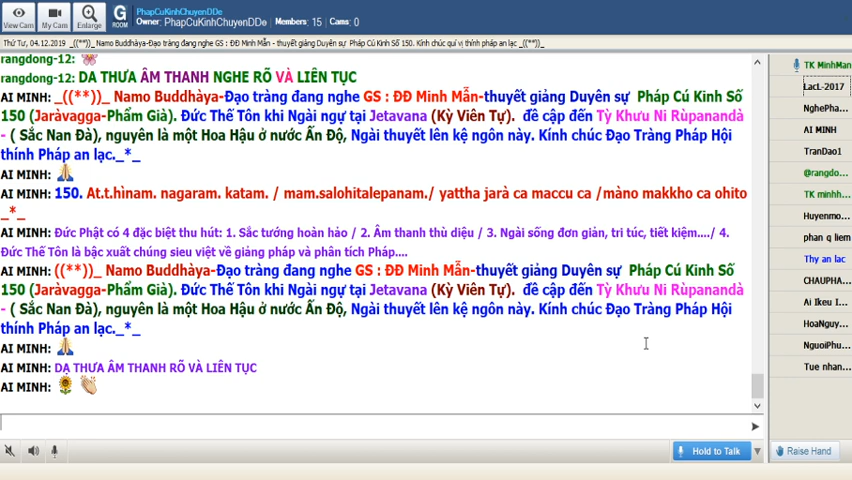 PhapCuKinhChuyenDDe
View Cam
My Cam
Enlarge
G
ROOM
Owner: PhapCuKinhChuyenDDe Members: 15 Cams: 0
Thứ Tư, 04.12.2019 _((**))_ Namo Buddhàya-Đạo tràng đang nghe GS : ĐĐ Minh Mẫn - thuyết giảng Duyên sự Pháp Cú Kinh Số 150. Kính chúc quí vị thính pháp an lạc _((**))_
rangdong-12:
rangdong-12: DA THƯA ÂM THANH NGHE RÕ VÀ LIÊN TỤC
AI MINH: _((**))_ Namo Buddhàya-Đạo tràng đang nghe GS : ĐĐ Minh Mẫn-thuyết giảng Duyên sự Pháp Cú Kinh Số
150 (Jaràvagga-Phẩm Già). Đức Thế Tôn khi Ngài ngự tại Jetavana (Kỳ Viên Tự). đề cập đến Tỳ Khưu Ni Rùpanandà
- ( Sắc Nan Đà), nguyên là một Hoa Hậu ở nước Ấn Độ, Ngài thuyết lên kệ ngôn này. Kính chúc Đạo Tràng Pháp Hội
thính Pháp an lạc._*_
AI MINH:
AI MINH: 150. At.t.hìnam. nagaram. katam. / mam.salohitalepanam./ yattha jarà ca maccu ca /màno makkho ca ohito
_*_
AI MINH: Đức Phật có 4 đặc biệt thu hút: 1. Sắc tướng hoàn hảo / 2. Âm thanh thù diệu / 3. Ngài sống đơn giản, tri túc, tiết kiệm..../ 4.
Đức Thế Tôn là bậc xuất chúng sieu việt về giảng pháp và phân tích Pháp....
AI MINH: ((**))_ Namo Buddhàya-Đạo tràng đang nghe GS : ĐĐ Minh Mẫn-thuyết giảng Duyên sự Pháp Cú Kinh Số
150 (Jaràvagga-Phẩm Già). Đức Thế Tôn khi Ngài ngự tại Jetavana (Kỳ Viên Tự). đề cập đến Tỳ Khưu Ni Rùpanandà
- ( Sắc Nan Đà), nguyên là một Hoa Hậu ở nước Ấn Độ, Ngài thuyết lên kệ ngôn này. Kính chúc Đạo Tràng Pháp Hội
thính Pháp an lạc._*_
AI MINH:
AI MINH: DẠ THƯA ÂM THANH RÕ VÀ LIÊN TỤC
AI MINH:
Hold to Talk
TK MinhMan
LacL-2017
NghePha...
AI MINH
TranDao1
@rangdo...
TK minhh...
Huyenmo...
phan q liem
Thy an lac
CHAUPHA...
Ai Ikeu I...
HoaNguy...
NguoiPhu...
Tue nhan...
Raise Hand